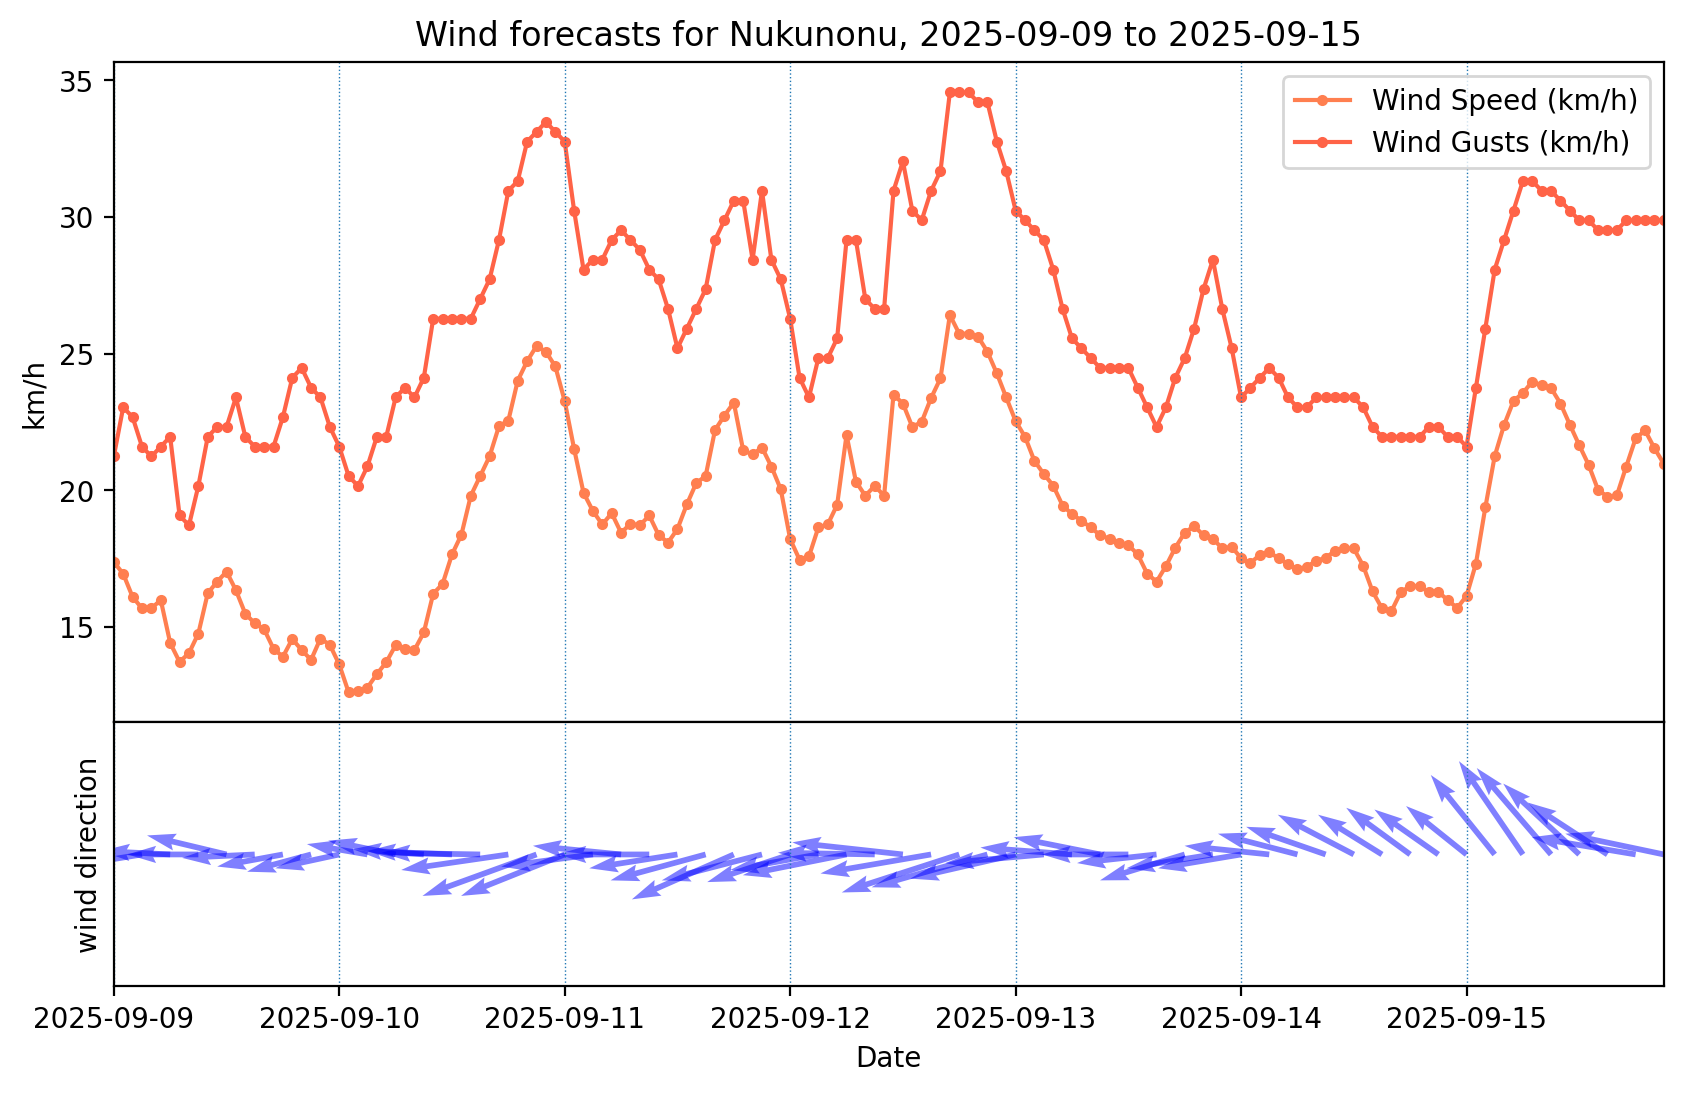 Wind forecasts for Nukunonu, 2025-09-09 to 2025-09-15
35
30
25
20
15
km/h
Wind Speed (km/h)
Wind Gusts (km/h)
wind direction
2025-09-09
2025-09-10
2025-09-11
2025-09-12
2025-09-13
2025-09-14
2025-09-15
Date